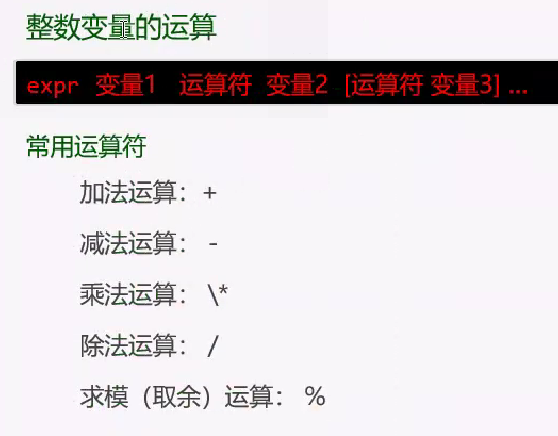 整数变量的运算
expr 变量1 运算符 变量2 [运算符 变量3] ...
常用运算符
加法运算：+
减法运算： -
乘法运算： \*
除法运算： /
求模（取余）运算： %